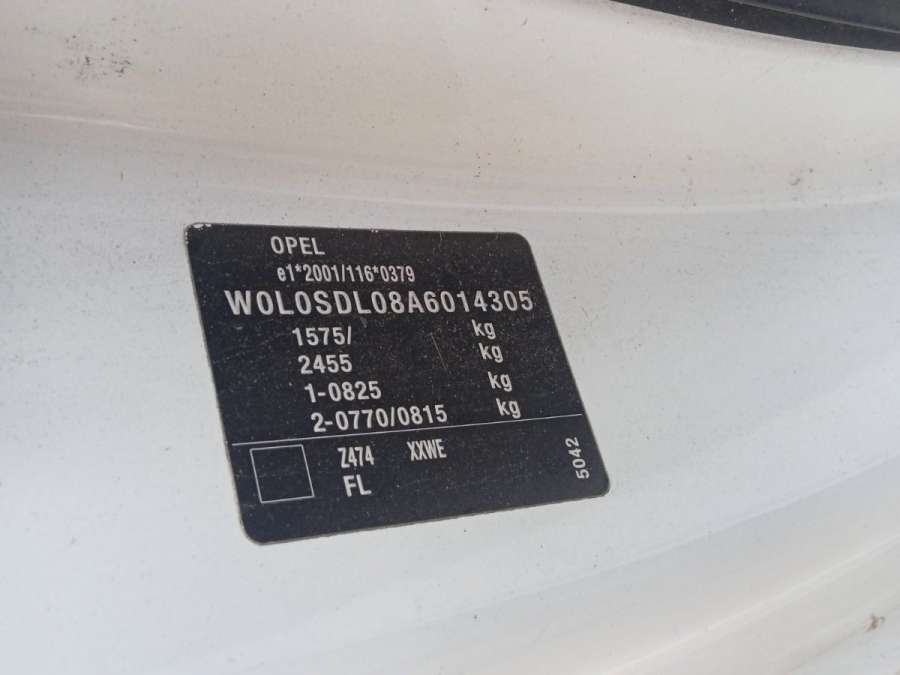 OPEL
e1*2001/116*0379
W0L0SDL08A6014305
1575/ kg
2455 kg
1-0825 kg
2-0770/0815 kg
Z474 XXWE
FL
5042